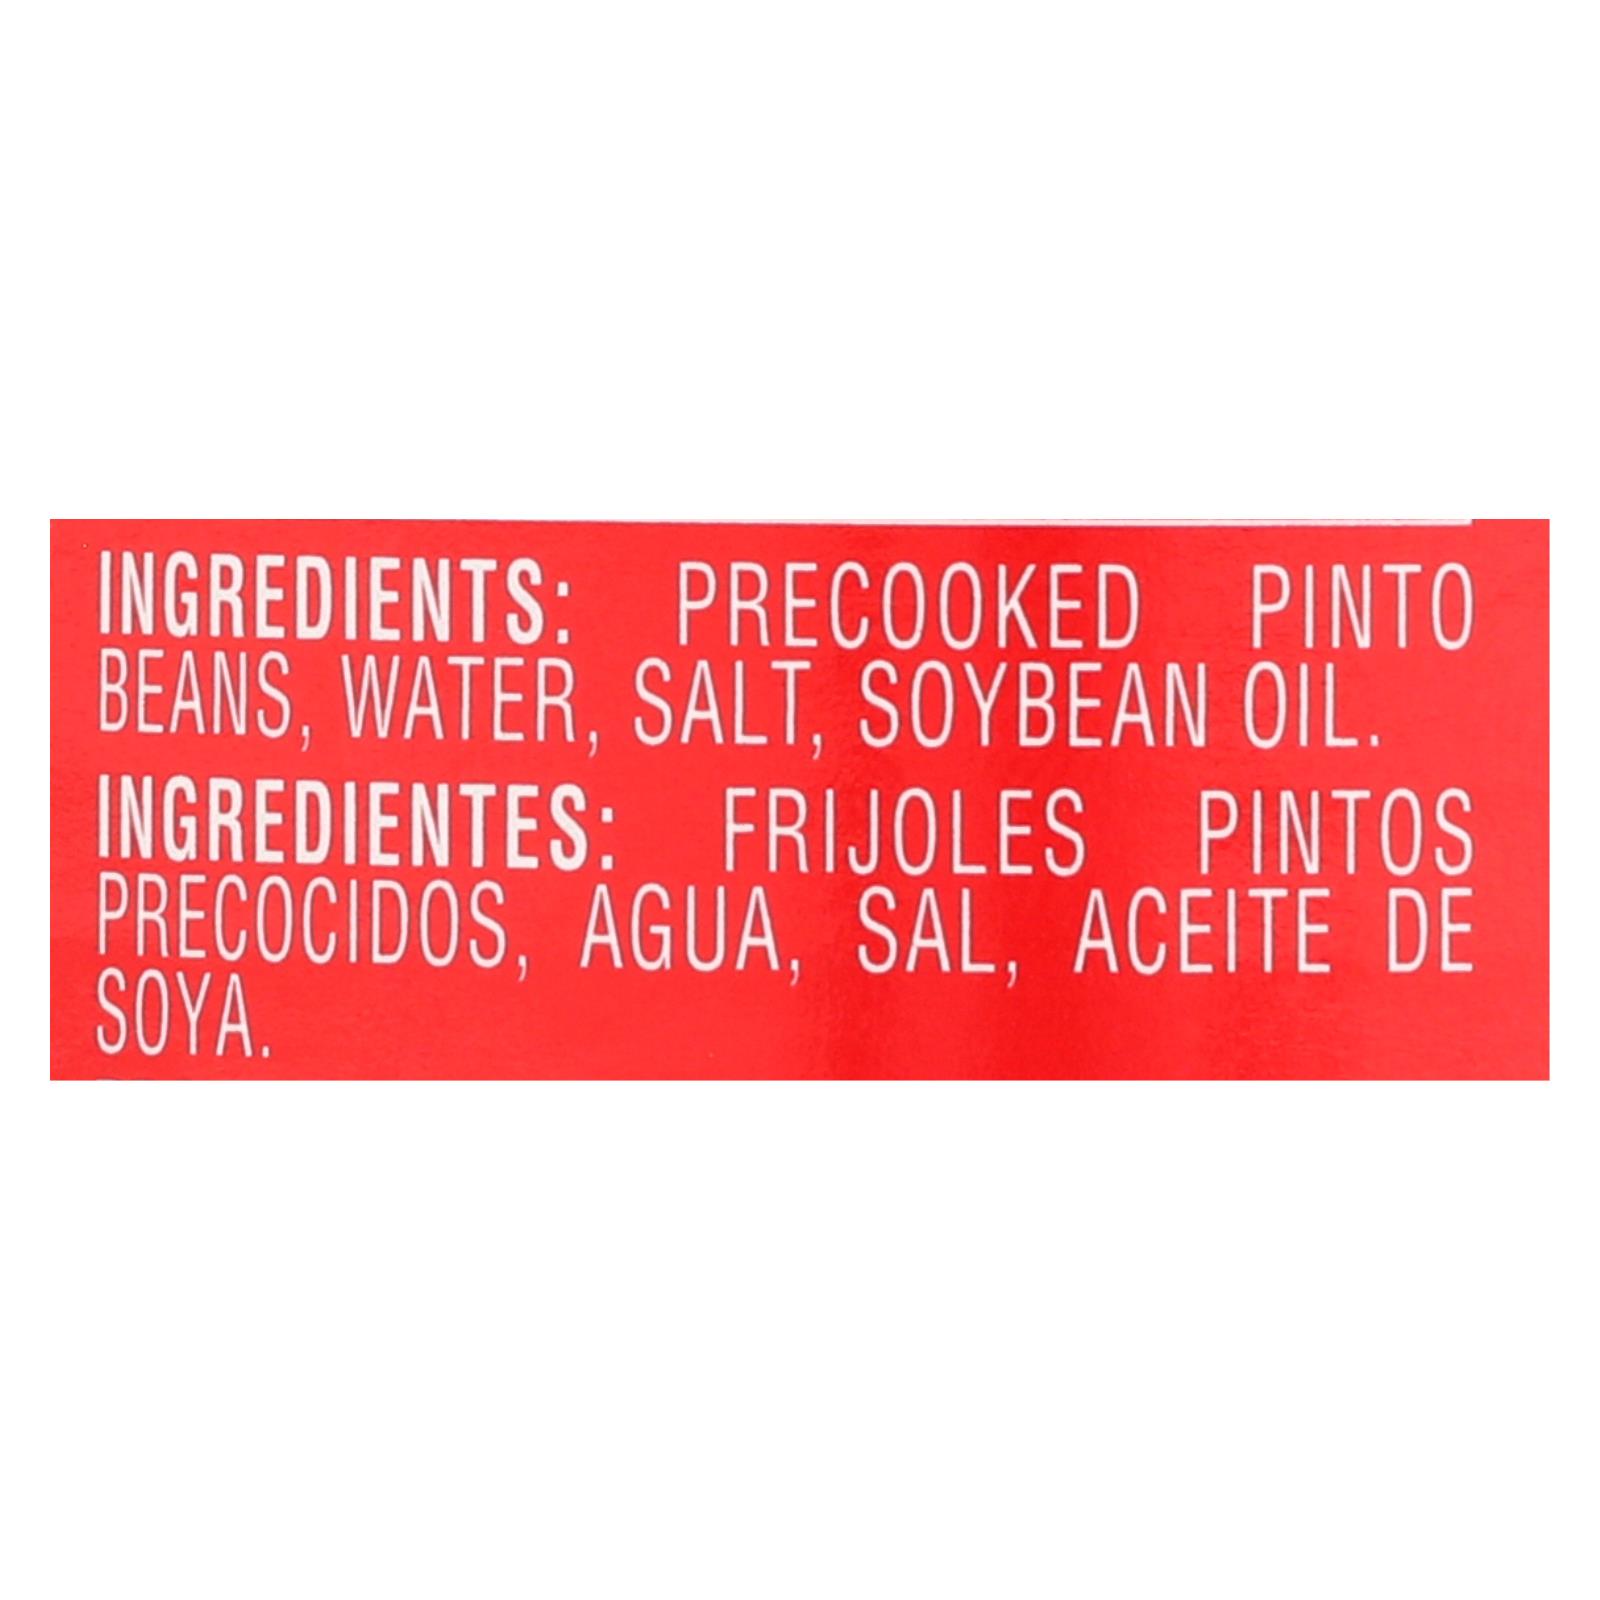 INGREDIENTS: PRECOOKED PINTO
BEANS, WATER, SALT, SOYBEAN OIL.
INGREDIENTES: FRIJOLES PINTOS
PRECOCIDOS, AGUA, SAL, ACEITE DE
SOYA.